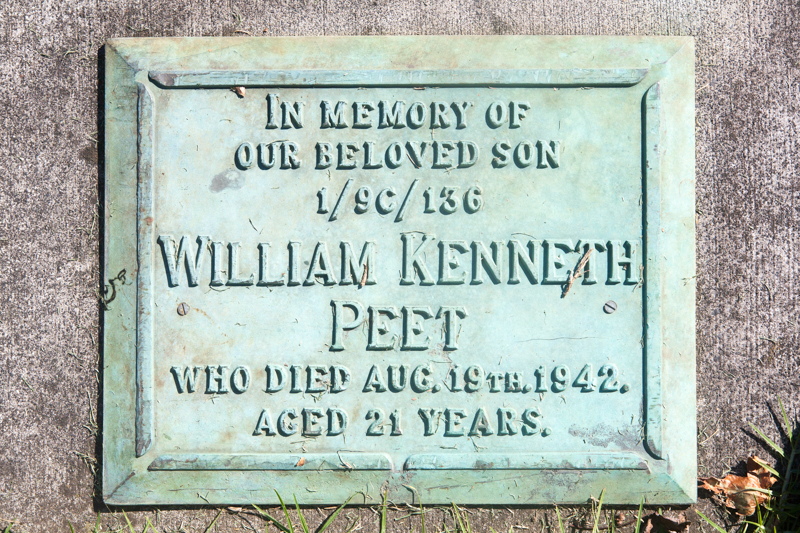 IN MEMORY OF
OUR BELOVED SON
1/9C/136
WILLIAM KENNETH
PEET
WHO DIED AUG. 19TH. 1942.
AGED 21 YEARS.